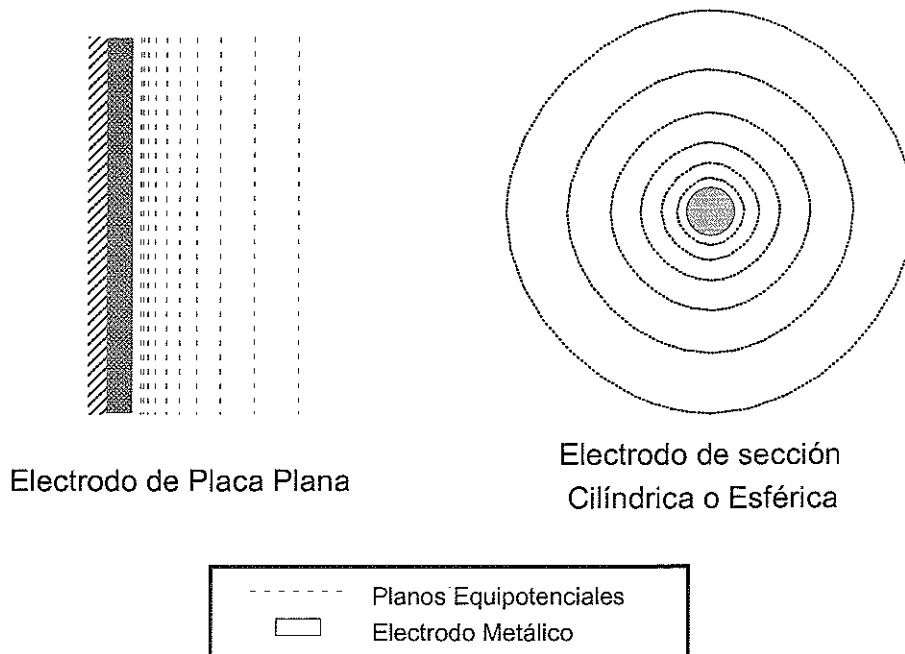 Electrodo de Placa Plana
Electrodo de sección
Cilíndrica o Esférica
Planos Equipotenciales
Electrodo Metálico